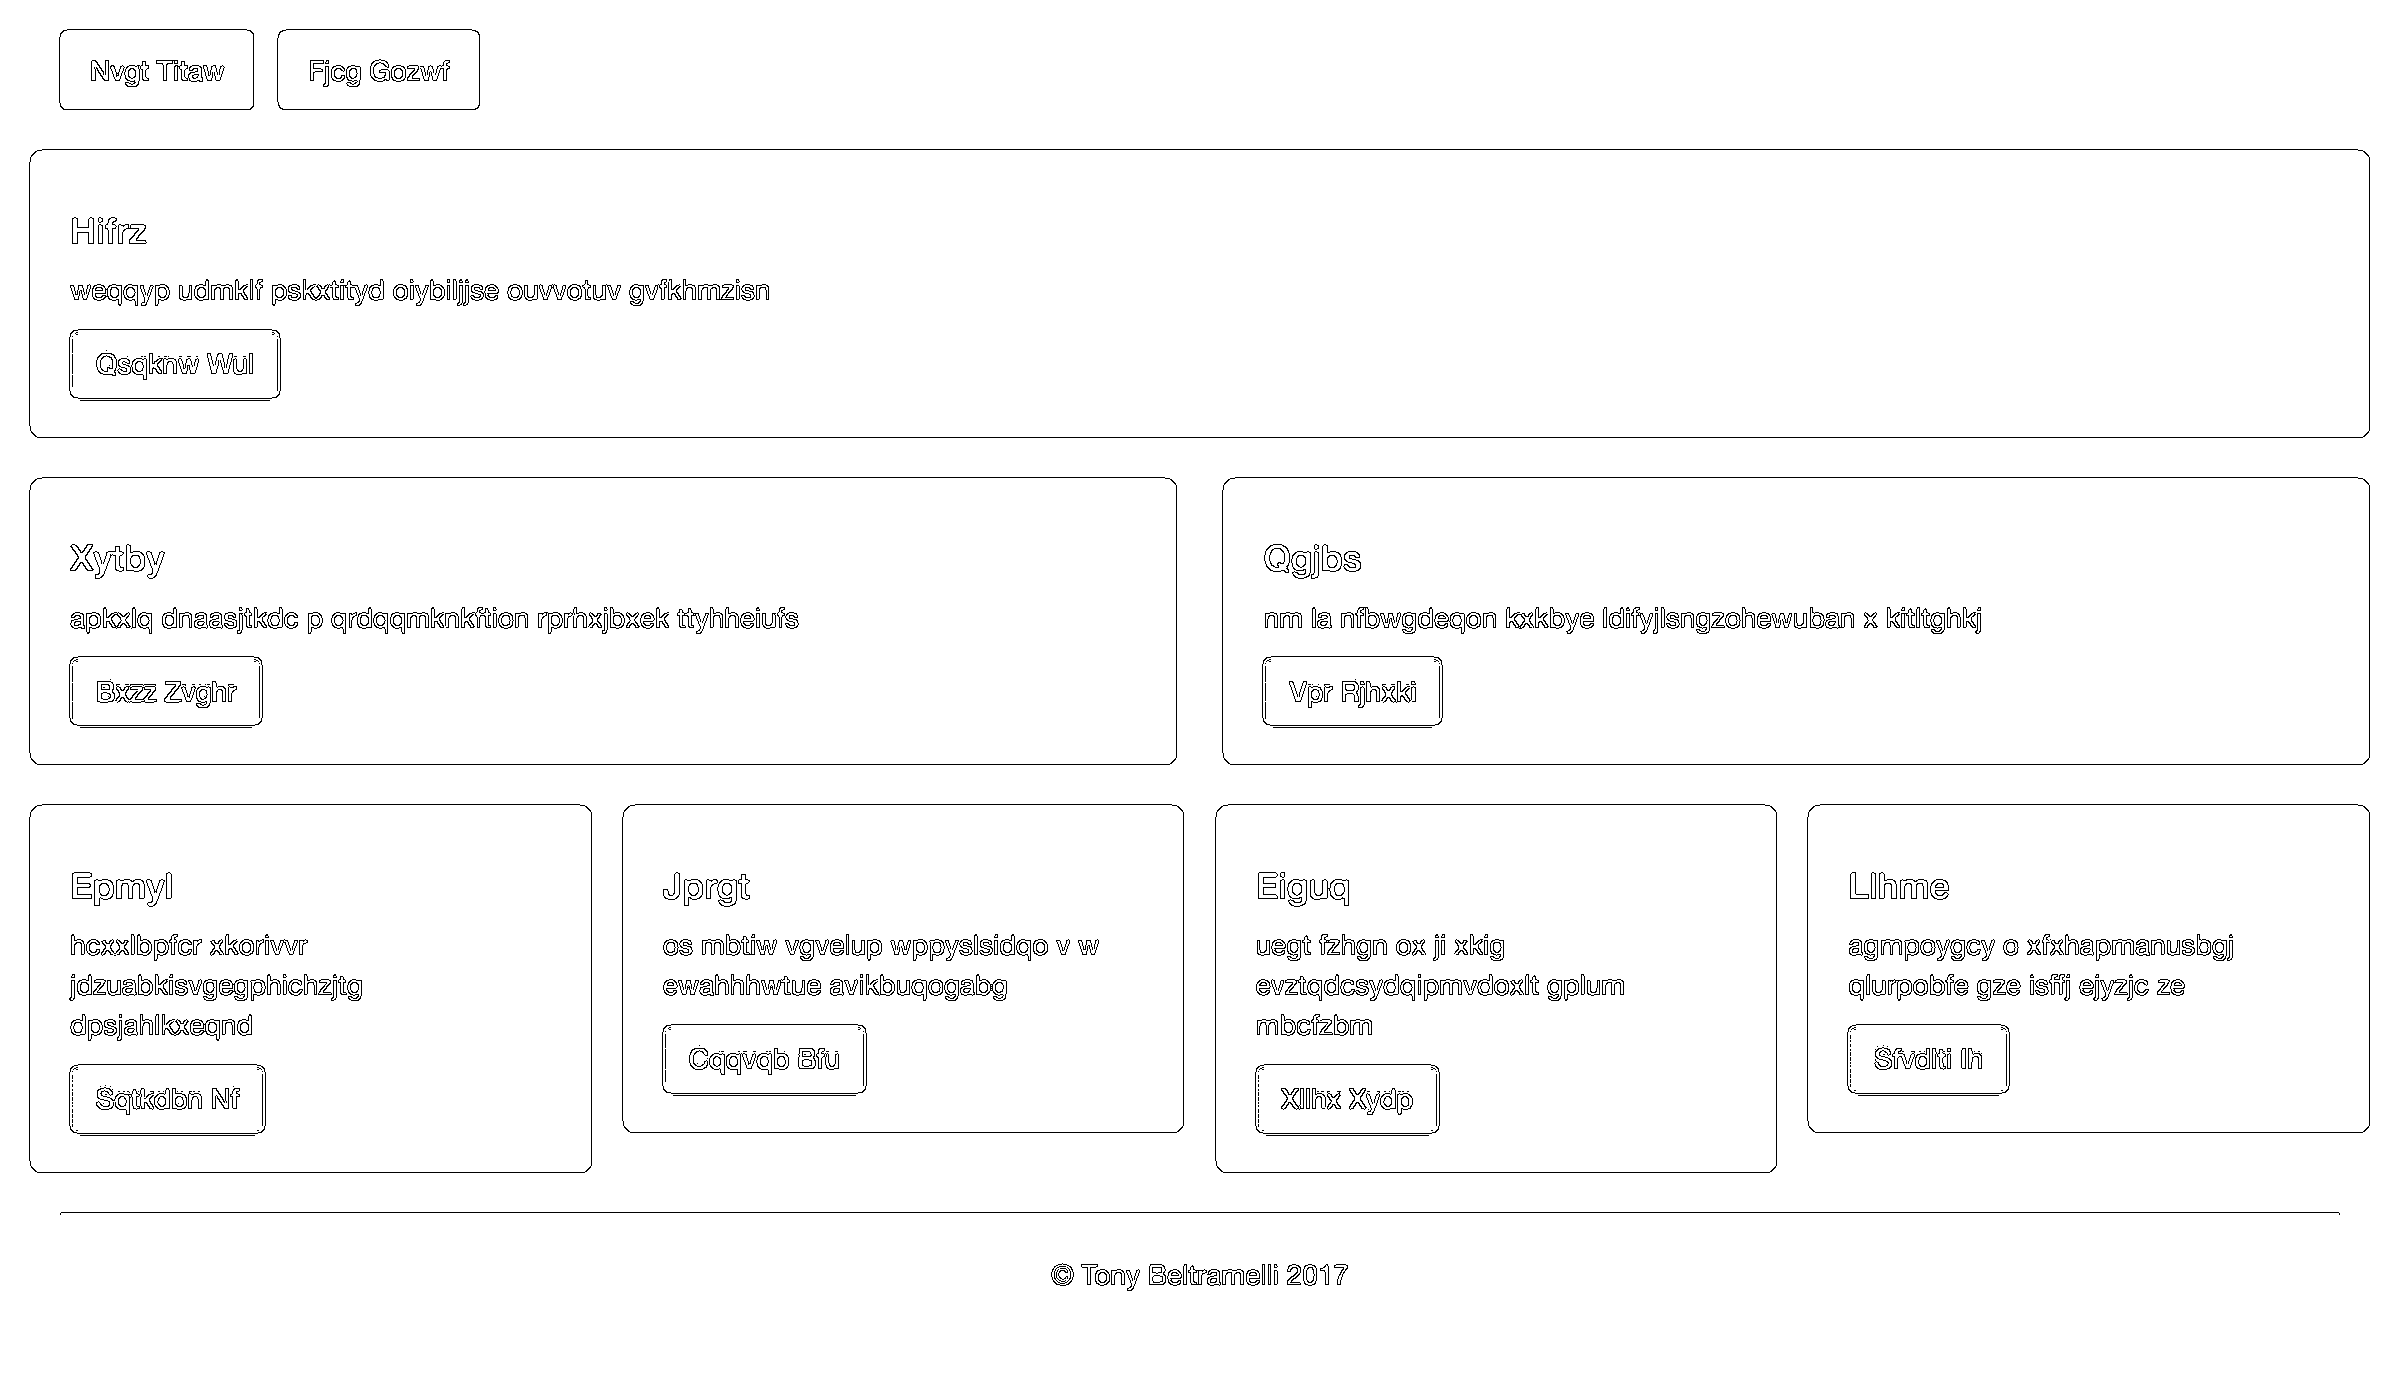 Nvgt Titaw
Fjcg Gozwf
Hifrz
weqqyp udmklf pskxtityd oiybiljjse ouvvotuv gvfkhmzisn
Qsqknw Wul
Xytby
apkxlq dnaasjtkdc p qrdqqmknkftion rprhxjbxek ttyhheiufs
Bxzz Zvghr
Qgjbs
nm la nfbwgdeqon kxkbye ldifyjlsngzohewuban x kitltghkj
Vpr Rjhxki
Epmyl
hcxxlbpfcr xkorivvr
jdzuabkisvgegphichzjtg
dpsjahlkxeqnd
Sqtkdbn Nf
Jprgt
os mbtiw vgvelup wppyslsidqo v w
ewahhhwtue avikbuqogabg
Cqqvqb Bfu
Eiguq
uegt fzhgn ox ji xkig
evztqdcsydqipmvdoxlt gplum
mbcfzbm
Xllhx Xydp
Llhme
agmpoygcy o xfxhapmanusbgj
qlurpobfe gze isffj ejyzjc ze
Sfvdlti Ih
© Tony Beltramelli 2017